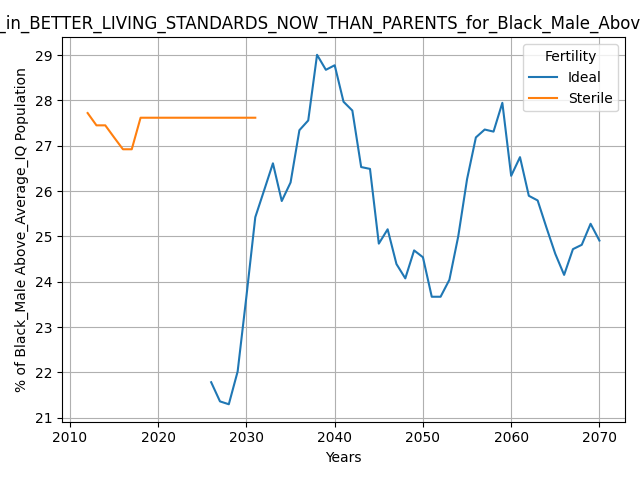 _in_BETTER_LIVING_STANDARDS_NOW_THAN_PARENTS_for_Black_Male_Abov
% of Black_Male Above_Average_IQ Population
29
28
27
26
25
24
23
22
21
Fertility
Ideal
Sterile
2010 2020 2030 2040 2050 2060 2070
Years